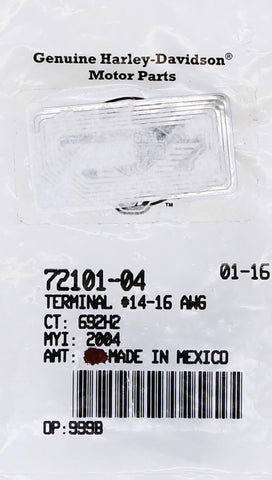 Genuine Harley-Davidson®
Motor Parts
™
72101-04 01-16
TERMINAL #14-16 AWG
CT: 692H2
MYI: 2004
AMT: MADE IN MEXICO
OP:999B